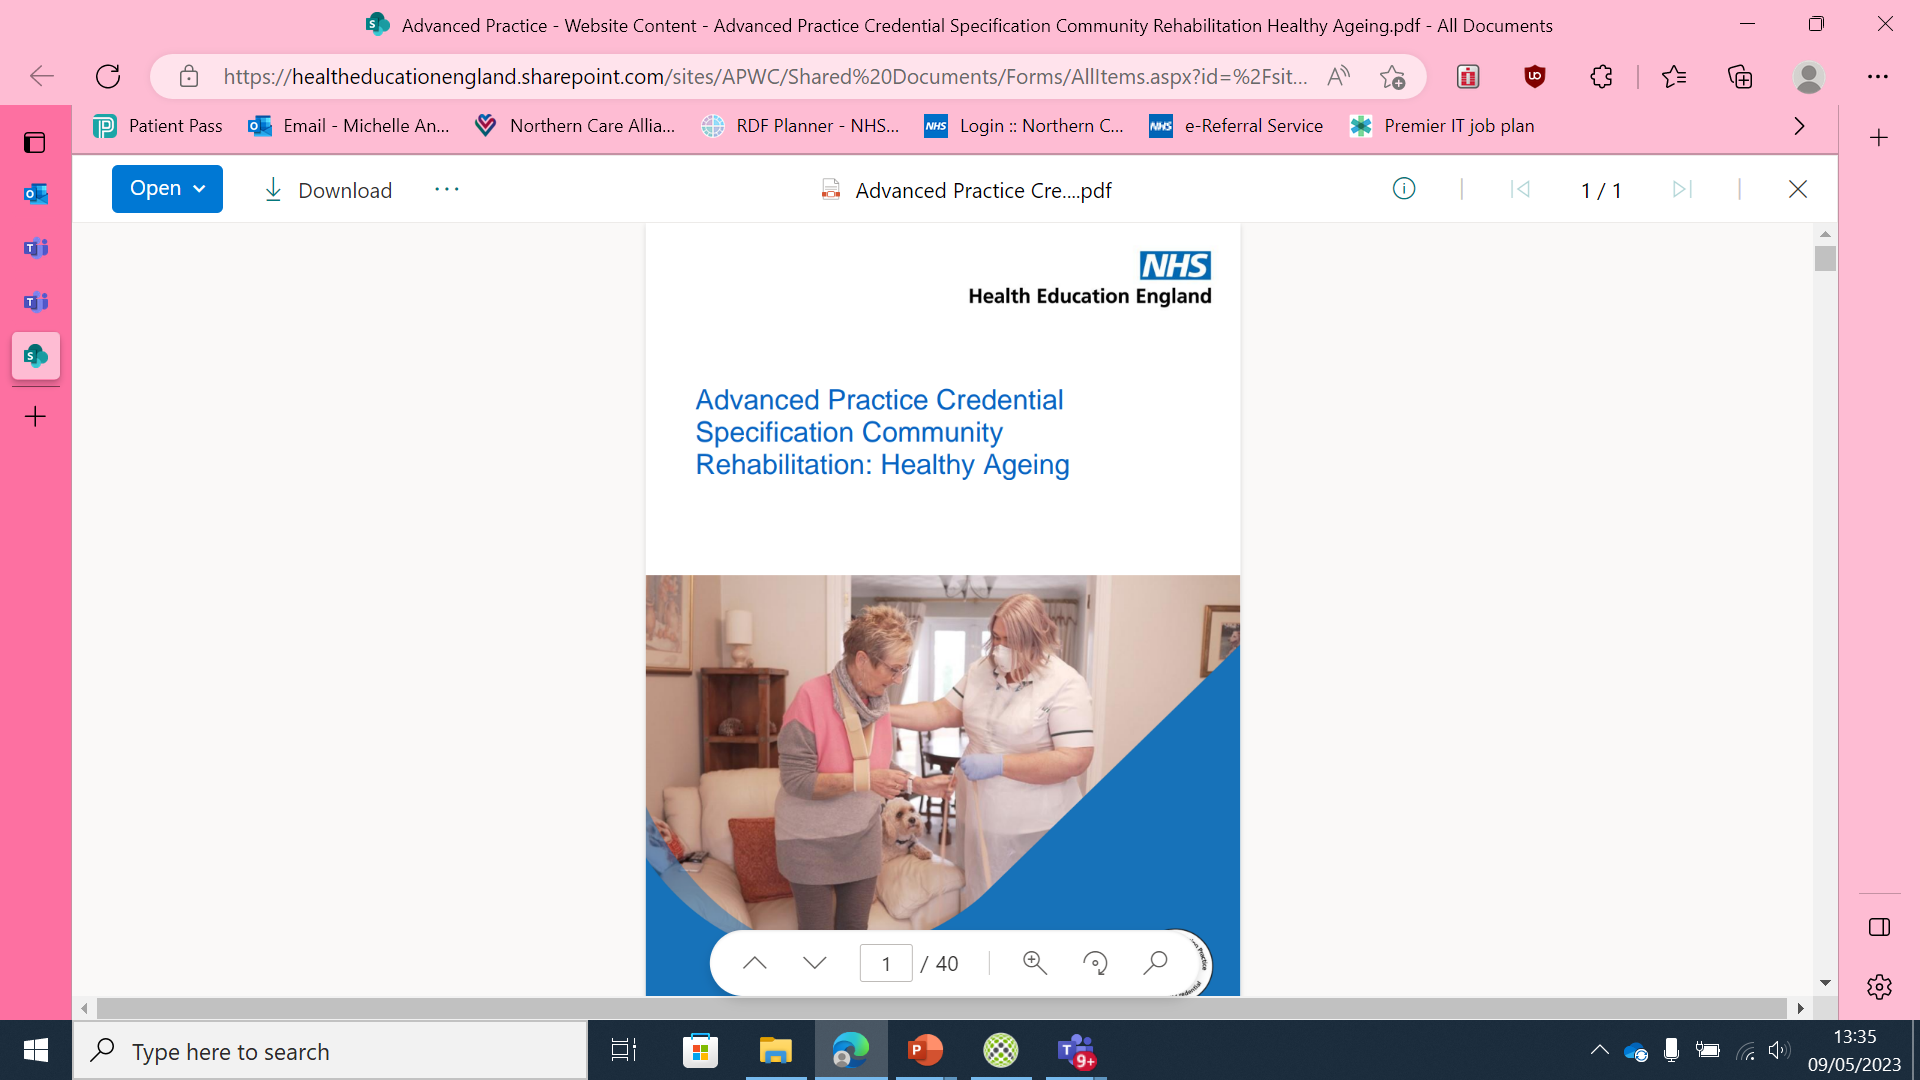 Advanced Practice - Website Content - Advanced Practice Credential Specification Community Rehabilitation Healthy Ageing.pdf - All Documents
https://healtheducationengland.sharepoint.com/sites/APWC/Shared%20Documents/Forms/AllItems.aspx?id=%2Fsit...
Patient Pass
Email - Michelle An...
Northern Care Allia...
RDF Planner - NHS...
NHS
Login :: Northern C...
NHS
e-Referral Service
Premier IT job plan
Open
Download
Advanced Practice Cre....pdf
1 / 1
NHS
Health Education England
Advanced Practice Credential
Specification Community
Rehabilitation: Healthy Ageing
1 / 40
Type here to search
9+
13:35
09/05/2023